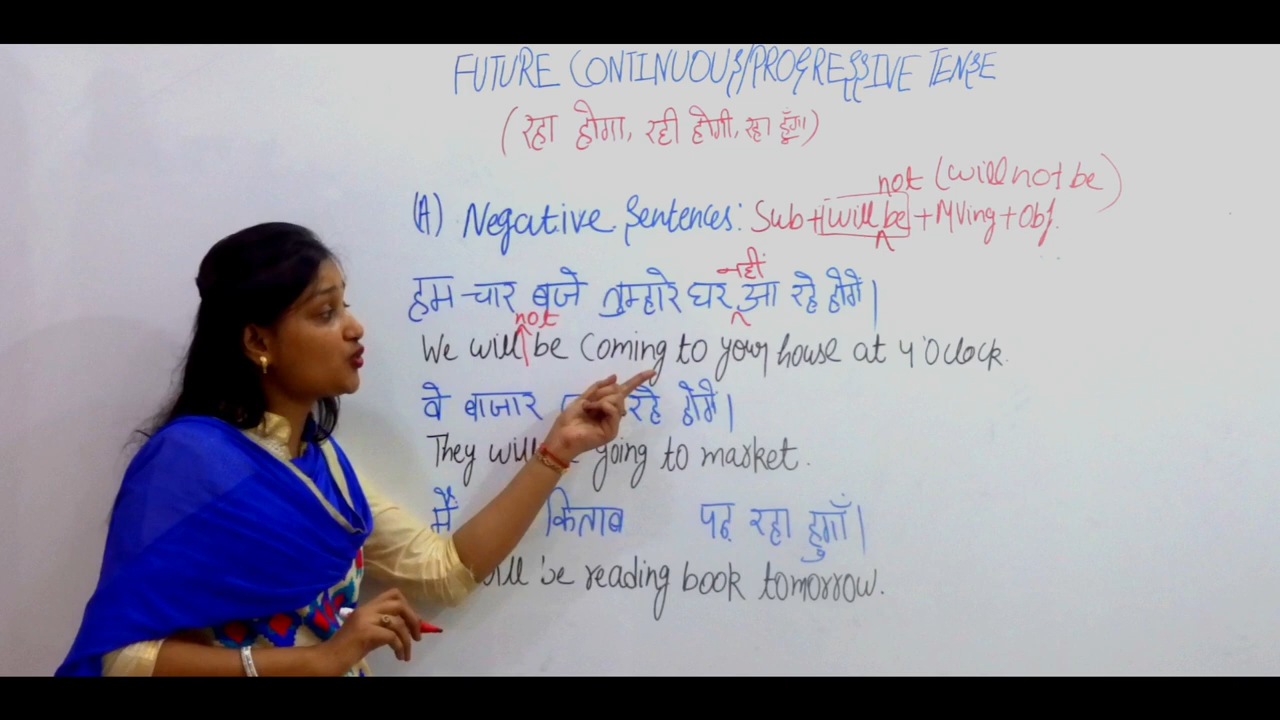 FUTURE CONTINUOUS/PROGRESSIVE TENSE
(रहा होगा, रही होगी, रहा हूँगा)
not (will not be)
(A) Negative Sentences: Sub + will be + MVing + Obj.
नहीं
हम चार बजे तुम्हारे घर आ रहे होगें।
not
We will be coming to your house at 4 'O clock.
वे बाजार रहे होगें।
They will going to market.
मैं किताब पढ़ रहा हुगाँ।
be reading book tomorrow.